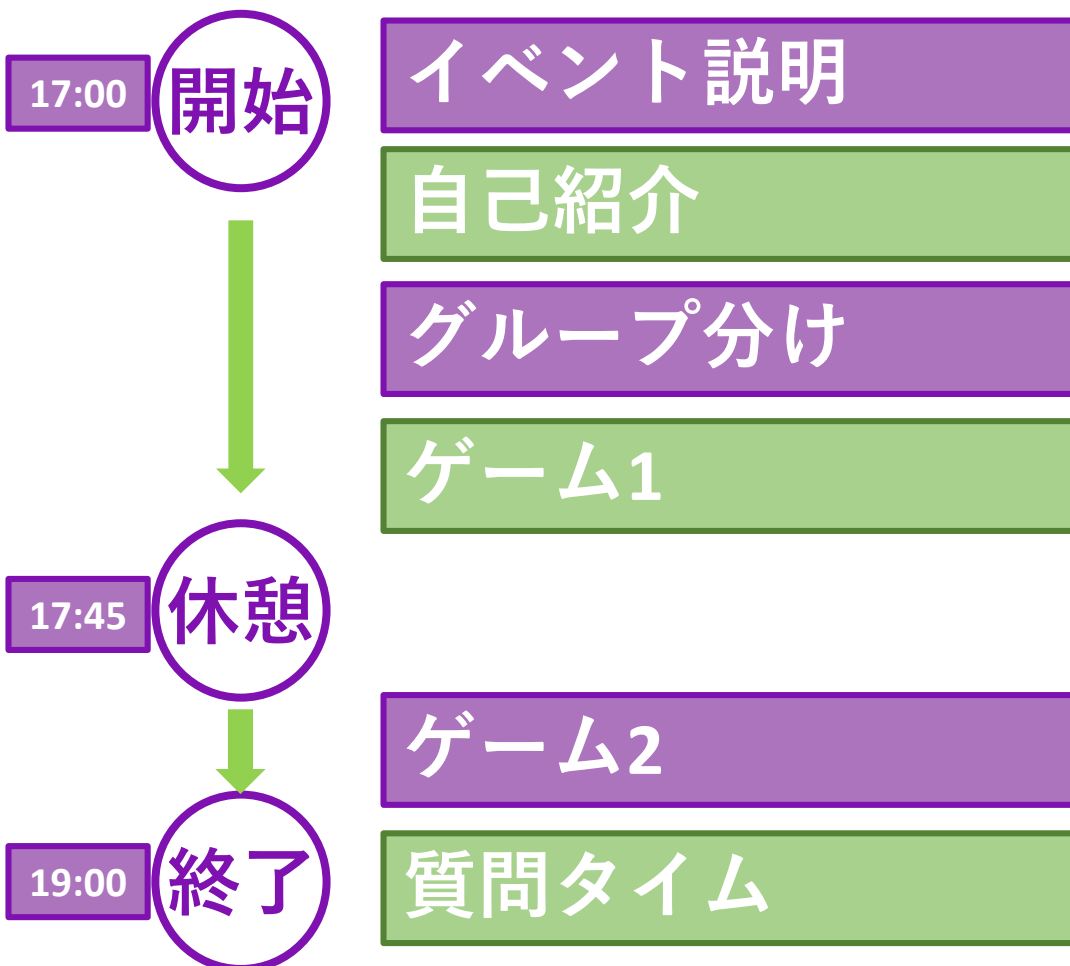 17:00
開始
イベント説明
自己紹介
グループ分け
ゲーム1
17:45
休憩
ゲーム2
19:00
終了
質問タイム